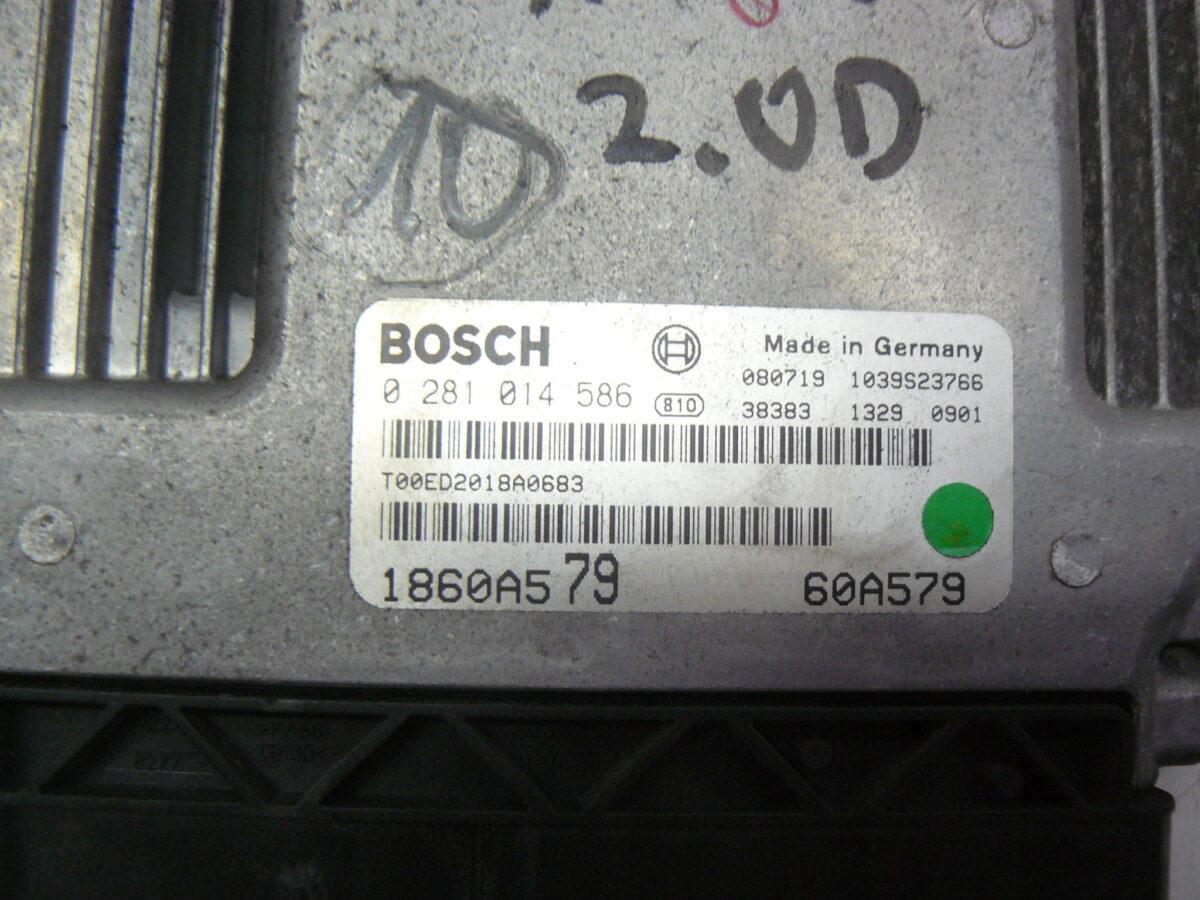 10 2.0D
BOSCH
Made in Germany
0 281 014 586
810
080719 1039S23766
38383 1329 0901
T00ED2018A0683
1860A579
60A579